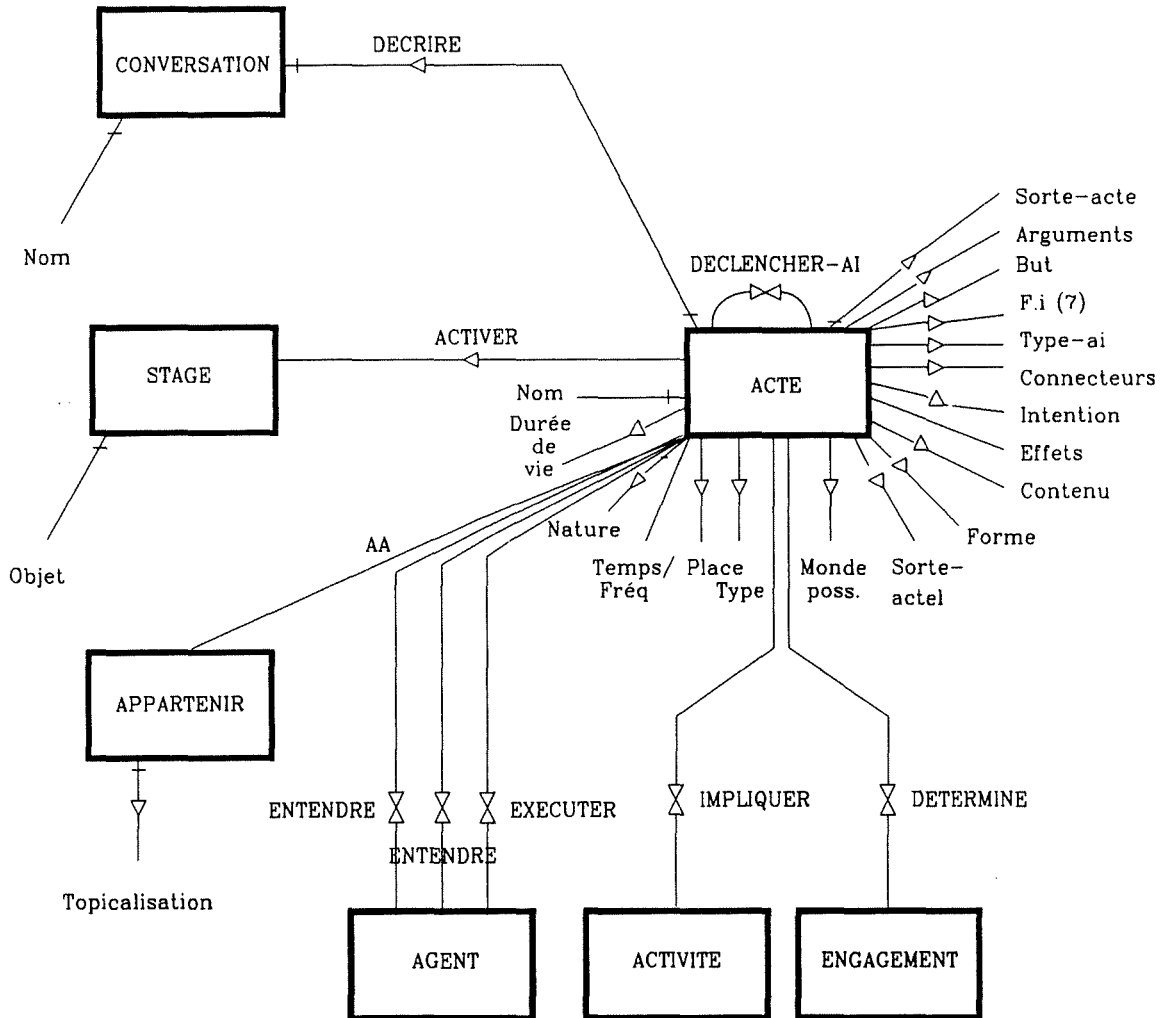 DECRIRE
CONVERSATION
Nom
Sorte-acte
Arguments
But
DECLENCHER-AI
F.i (7)
Type-ai
Connecteurs
Intention
Effets
Contenu
Forme
ACTIVER
STAGE
ACTE
Nom
Durée
de
vie
Nature
Temps/
Fréq
Place
Type
Monde
poss.
Sorte-
actel
Objet
AA
APPARTENIR
ENTENDRE
EXECUTER
IMPLIQUER
DETERMINE
ENTENDRE
Topicalisation
AGENT
ACTIVITE
ENGAGEMENT